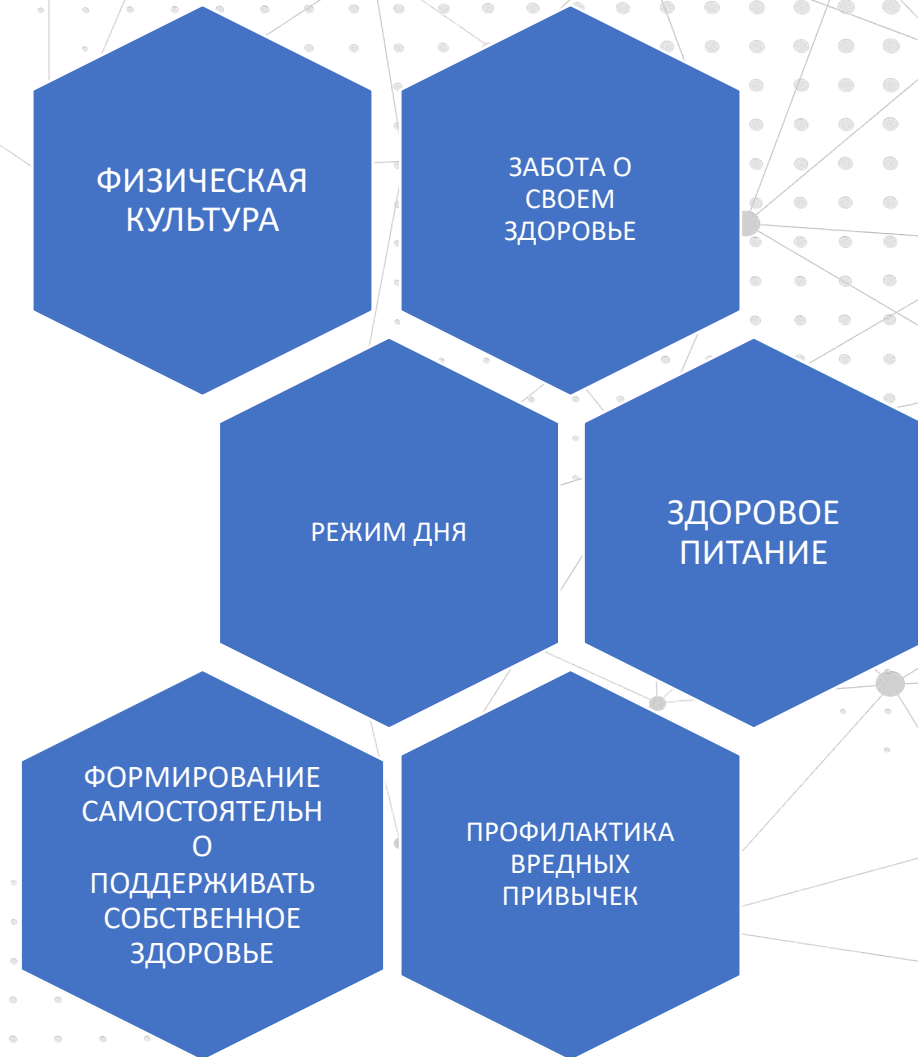 ФИЗИЧЕСКАЯ
КУЛЬТУРА
ЗАБОТА О
СВОЕМ
ЗДОРОВЬЕ
РЕЖИМ ДНЯ
ЗДОРОВОЕ
ПИТАНИЕ
ФОРМИРОВАНИЕ
САМОСТОЯТЕЛЬН
О
ПОДДЕРЖИВАТЬ
СОБСТВЕННОЕ
ЗДОРОВЬЕ
ПРОФИЛАКТИКА
ВРЕДНЫХ
ПРИВЫЧЕК